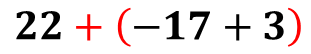 22 + (−17 + 3)